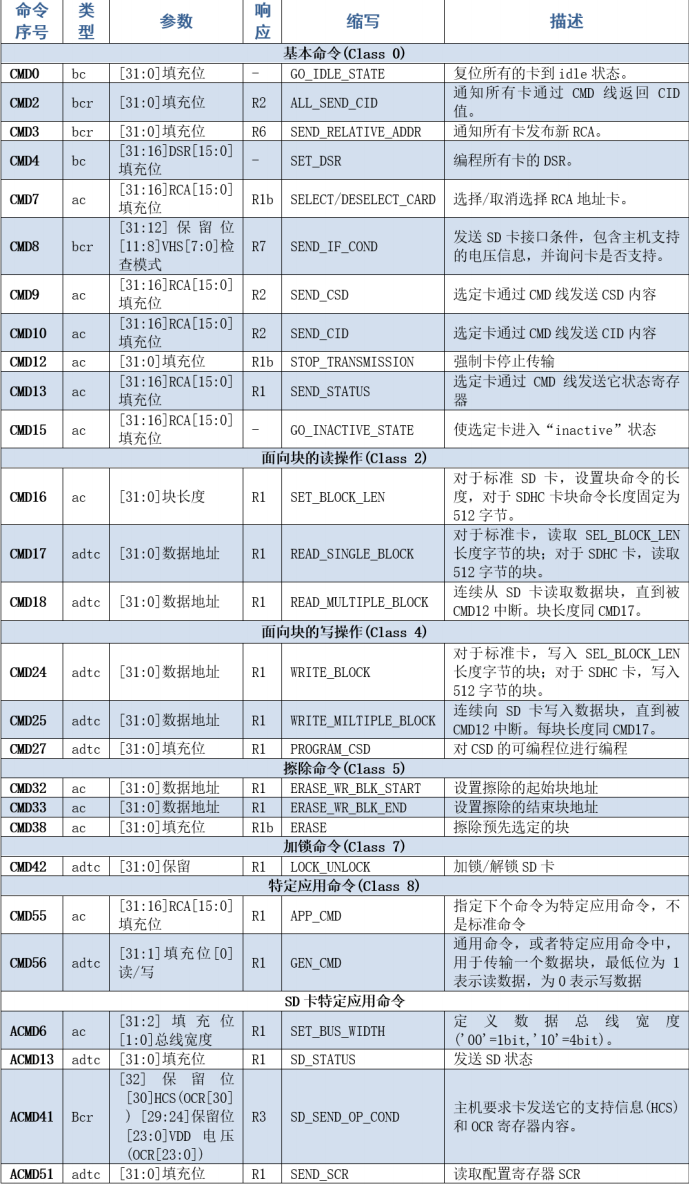 命令序号 类型 参数 响应 缩写 描述
基本命令(Class 0)
CMD0 bc [31:0]填充位 - GO_IDLE_STATE 复位所有的卡到 idle 状态。
CMD2 bcr [31:0]填充位 R2 ALL_SEND_CID 通知所有卡通过 CMD 线返回 CID 值。
CMD3 bcr [31:0]填充位 R6 SEND_RELATIVE_ADDR 通知所有卡发布新 RCA。
CMD4 bc [31:16]DSR[15:0]填充位 - SET_DSR 编程所有卡的 DSR。
CMD7 ac [31:16]RCA[15:0]填充位 R1b SELECT/DESELECT_CARD 选择/取消选择 RCA 地址卡。
CMD8 bcr [31:12]保留位[11:8]VHS[7:0]检查模式 R7 SEND_IF_COND 发送 SD 卡接口条件，包含主机支持的电压信息，并询问卡是否支持。
CMD9 ac [31:16]RCA[15:0]填充位 R2 SEND_CSD 选定卡通过 CMD 线发送 CSD 内容
CMD10 ac [31:16]RCA[15:0]填充位 R2 SEND_CID 选定卡通过 CMD 线发送 CID 内容
CMD12 ac [31:0]填充位 R1b STOP_TRANSMISSION 强制卡停止传输
CMD13 ac [31:16]RCA[15:0]填充位 R1 SEND_STATUS 选定卡通过 CMD 线发送它状态寄存器
CMD15 ac [31:16]RCA[15:0]填充位 - GO_INACTIVE_STATE 使选定卡进入“inactive”状态
面向块的读操作(Class 2)
CMD16 ac [31:0]块长度 R1 SET_BLOCK_LEN 对于标准 SD 卡，设置块命令的长度，对于 SDHC 卡块命令长度固定为 512 字节。
CMD17 adtc [31:0]数据地址 R1 READ_SINGLE_BLOCK 对于标准卡，读取 SEL_BLOCK_LEN 长度字节的块；对于 SDHC 卡，读取 512 字节的块。
CMD18 adtc [31:0]数据地址 R1 READ_MULTIPLE_BLOCK 连续从 SD 卡读取数据块，直到被 CMD12 中断。块长度同 CMD17。
面向块的写操作(Class 4)
CMD24 adtc [31:0]数据地址 R1 WRITE_BLOCK 对于标准卡，写入 SEL_BLOCK_LEN 长度字节的块；对于 SDHC 卡，写入 512 字节的块。
CMD25 adtc [31:0]数据地址 R1 WRITE_MILTIPLE_BLOCK 连续向 SD 卡写入数据块，直到被 CMD12 中断。每块长度同 CMD17。
CMD27 adtc [31:0]填充位 R1 PROGRAM_CSD 对 CSD 的可编程位进行编程
擦除命令(Class 5)
CMD32 ac [31:0]数据地址 R1 ERASE_WR_BLK_START 设置擦除的起始块地址
CMD33 ac [31:0]数据地址 R1 ERASE_WR_BLK_END 设置擦除的结束块地址
CMD38 ac [31:0]填充位 R1b ERASE 擦除预先选定的块
加锁命令(Class 7)
CMD42 adtc [31:0]保留 R1 LOCK_UNLOCK 加锁/解锁 SD 卡
特定应用命令(Class 8)
CMD55 ac [31:16]RCA[15:0]填充位 R1 APP_CMD 指定下个命令为特定应用命令，不是标准命令
CMD56 adtc [31:1]填充位[0]读/写 R1 GEN_CMD 通用命令，或者特定应用命令中，用于传输一个数据块，最低位为 1 表示读数据，为 0 表示写数据
SD 卡特定应用命令
ACMD6 ac [31:2]填充位[1:0]总线宽度 R1 SET_BUS_WIDTH 定义数据总线宽度('00'=1bit,'10'=4bit)。
ACMD13 adtc [31:0]填充位 R1 SD_STATUS 发送 SD 状态
ACMD41 Bcr [32]保留位[30]HCS(OCR[30])[29:24]保留位[23:0]VDD 电压(OCR[23:0]) R3 SD_SEND_OP_COND 主机要求卡发送它的支持信息(HCS)和 OCR 寄存器内容。
ACMD51 adtc [31:0]填充位 R1 SEND_SCR 读取配置寄存器 SCR